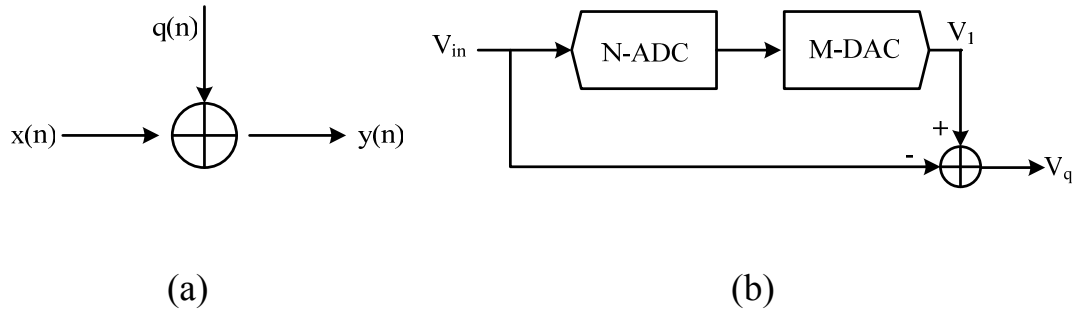 q(n)
x(n)
y(n)
(a)
V_in
N-ADC
M-DAC
V_1
+
-
V_q
(b)